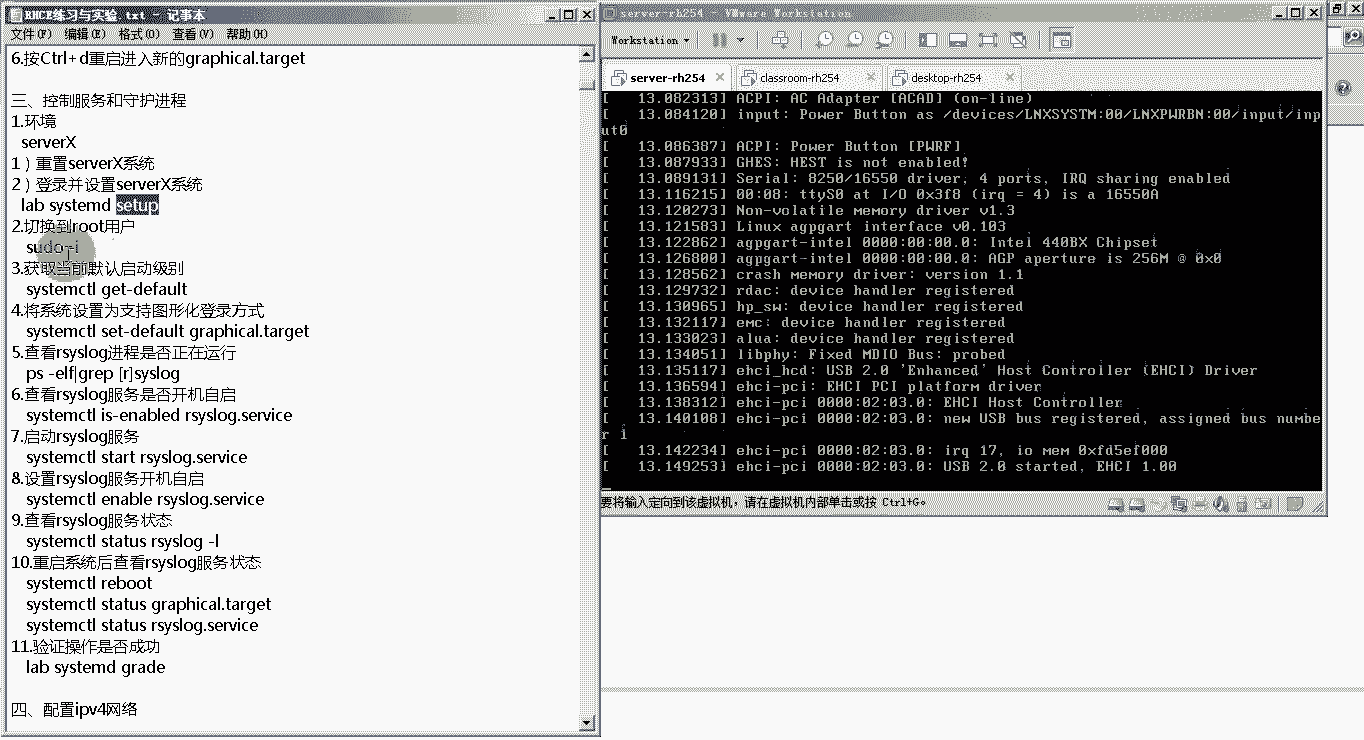 RHCE练习与实验.txt - 记事本
文件(F) 编辑(E) 格式(O) 查看(V) 帮助(H)
6.按Ctrl+d重启进入新的graphical.target
三、控制服务和守护进程
1.环境
serverX
1）重置serverX系统
2）登录并设置serverX系统
lab systemd setup
2.切换到root用户
sudo -i
3.获取当前默认启动级别
systemctl get-default
4.将系统设置为支持图形化登录方式
systemctl set-default graphical.target
5.查看rsyslog进程是否正在运行
ps -elf|grep [r]syslog
6.查看rsyslog服务是否开机自启
systemctl is-enabled rsyslog.service
7.启动rsyslog服务
systemctl start rsyslog.service
8.设置rsyslog服务开机自启
systemctl enable rsyslog.service
9.查看rsyslog服务状态
systemctl status rsyslog -l
10.重启系统后查看rsyslog服务状态
systemctl reboot
systemctl status graphical.target
systemctl status rsyslog.service
11.验证操作是否成功
lab systemd grade
四、配置ipv4网络
server-rh254 - VMware Workstation
Workstation
server-rh254 classroom-rh254 desktop-rh254
[   13.082313] ACPI: AC Adapter [ACAD] (on-line)
[   13.084120] input: Power Button as /devices/LNXSYSTM:00/LNXPWRBN:00/input/inp
ut0
[   13.086387] ACPI: Power Button [PWRF]
[   13.087933] GHES: HEST is not enabled!
[   13.089131] Serial: 8250/16550 driver, 4 ports, IRQ sharing enabled
[   13.116215] 00:08: ttyS0 at I/O 0x3f8 (irq = 4) is a 16550A
[   13.120273] Non-volatile memory driver v1.3
[   13.121583] Linux agpgart interface v0.103
[   13.122862] agpgart-intel 0000:00:00.0: Intel 440BX Chipset
[   13.126800] agpgart-intel 0000:00:00.0: AGP aperture is 256M @ 0x0
[   13.128562] crash memory driver: version 1.1
[   13.129732] rdac: device handler registered
[   13.130965] hp_sw: device handler registered
[   13.132117] emc: device handler registered
[   13.133023] alua: device handler registered
[   13.134051] libphy: Fixed MDIO Bus: probed
[   13.135117] ehci_hcd: USB 2.0 'Enhanced' Host Controller (EHCI) Driver
[   13.136594] ehci-pci: EHCI PCI platform driver
[   13.138312] ehci-pci 0000:02:03.0: EHCI Host Controller
[   13.140108] ehci-pci 0000:02:03.0: new USB bus registered, assigned bus numbe
r 1
[   13.142234] ehci-pci 0000:02:03.0: irq 17, io mem 0xfd5ef000
[   13.149253] ehci-pci 0000:02:03.0: USB 2.0 started, EHCI 1.00
要将输入定向到该虚拟机，请在虚拟机内部单击或按 Ctrl+G。